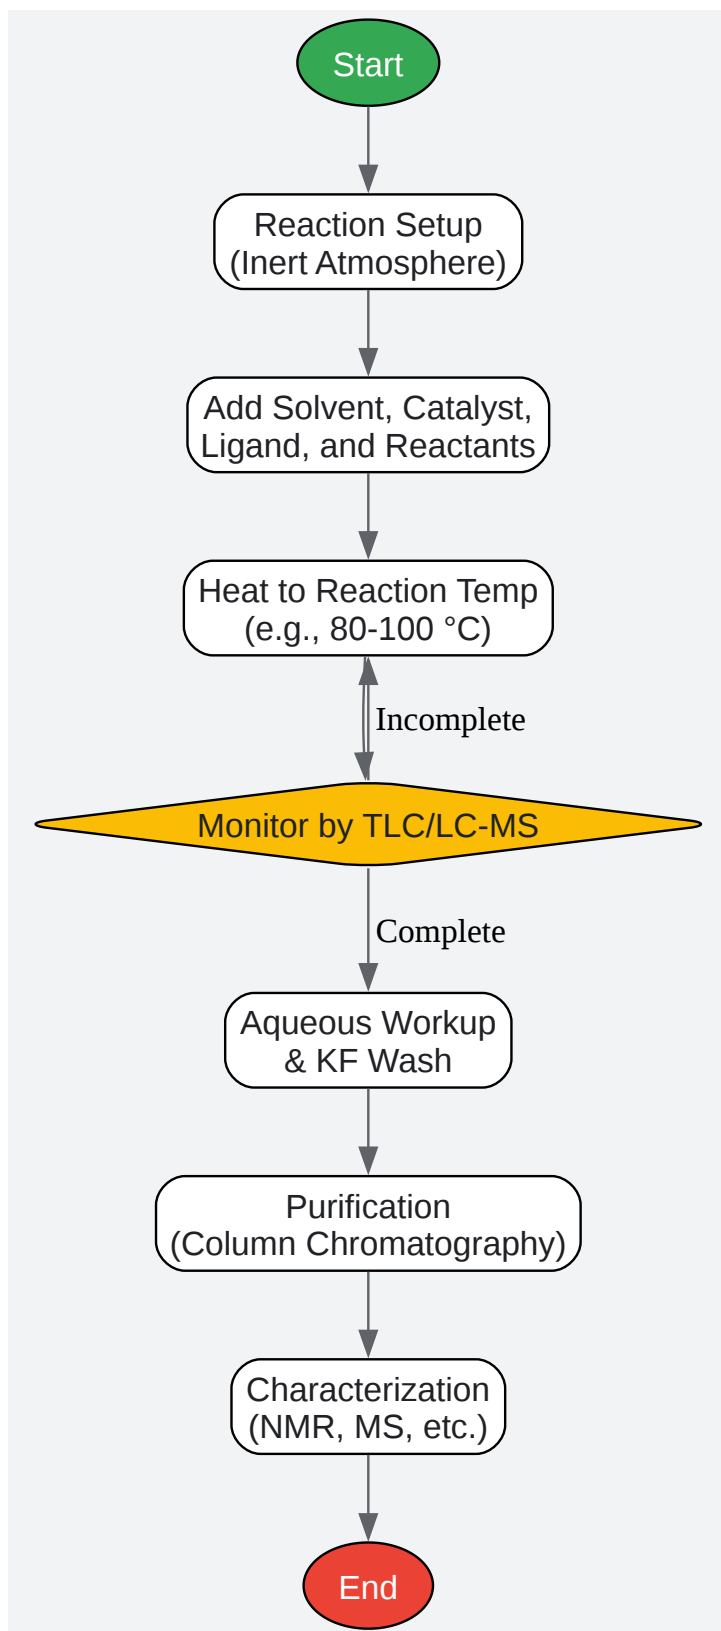 Start
Reaction Setup
(Inert Atmosphere)
Add Solvent, Catalyst,
Ligand, and Reactants
Heat to Reaction Temp
(e.g., 80-100 °C)
Incomplete
Monitor by TLC/LC-MS
Complete
Aqueous Workup
& KF Wash
Purification
(Column Chromatography)
Characterization
(NMR, MS, etc.)
End